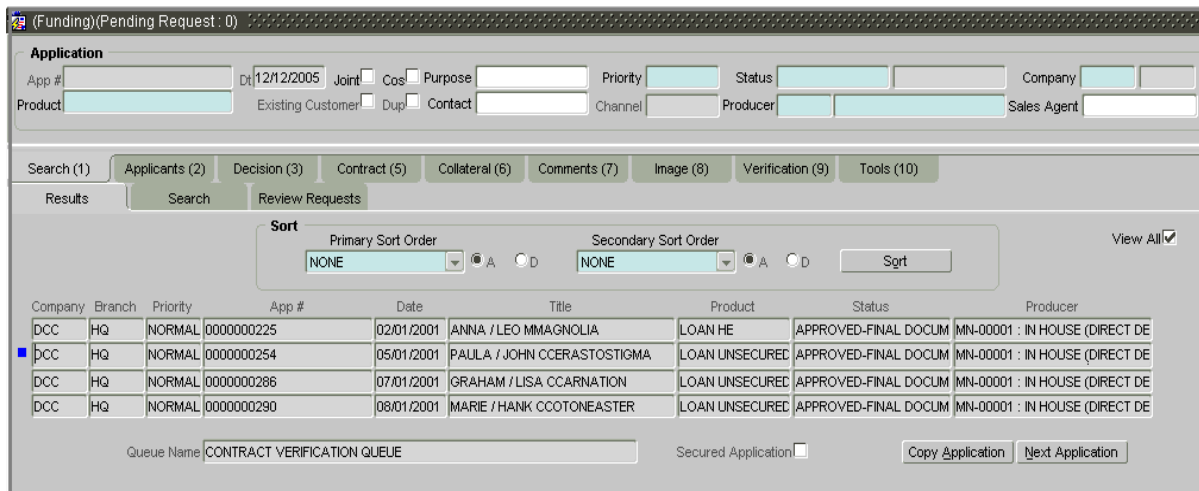 (Funding)(Pending Request : 0)
Application
App # Dt 12/12/2005 Joint Cos Purpose Priority Status Company
Product Existing Customer Dup Contact Channel Producer Sales Agent
Search (1) Applicants (2) Decision (3) Contract (5) Collateral (6) Comments (7) Image (8) Verification (9) Tools (10)
Results Search Review Requests
Sort
Primary Sort Order Secondary Sort Order View All
NONE A D NONE A D Sort
Company Branch Priority App # Date Title Product Status Producer
DCC HQ NORMAL 0000000225 02/01/2001 ANNA / LEO MMAGNOLIA LOAN HE APPROVED-FINAL DOCUM MN-00001 : IN HOUSE (DIRECT DE
DCC HQ NORMAL 0000000254 05/01/2001 PAULA / JOHN CCERASTOSTIGMA LOAN UNSECURED APPROVED-FINAL DOCUM MN-00001 : IN HOUSE (DIRECT DE
DCC HQ NORMAL 0000000286 07/01/2001 GRAHAM / LISA CCARNATION LOAN UNSECURED APPROVED-FINAL DOCUM MN-00001 : IN HOUSE (DIRECT DE
DCC HQ NORMAL 0000000290 08/01/2001 MARIE / HANK CCOTONEASTER LOAN UNSECURED APPROVED-FINAL DOCUM MN-00001 : IN HOUSE (DIRECT DE
Queue Name CONTRACT VERIFICATION QUEUE Secured Application Copy Application Next Application